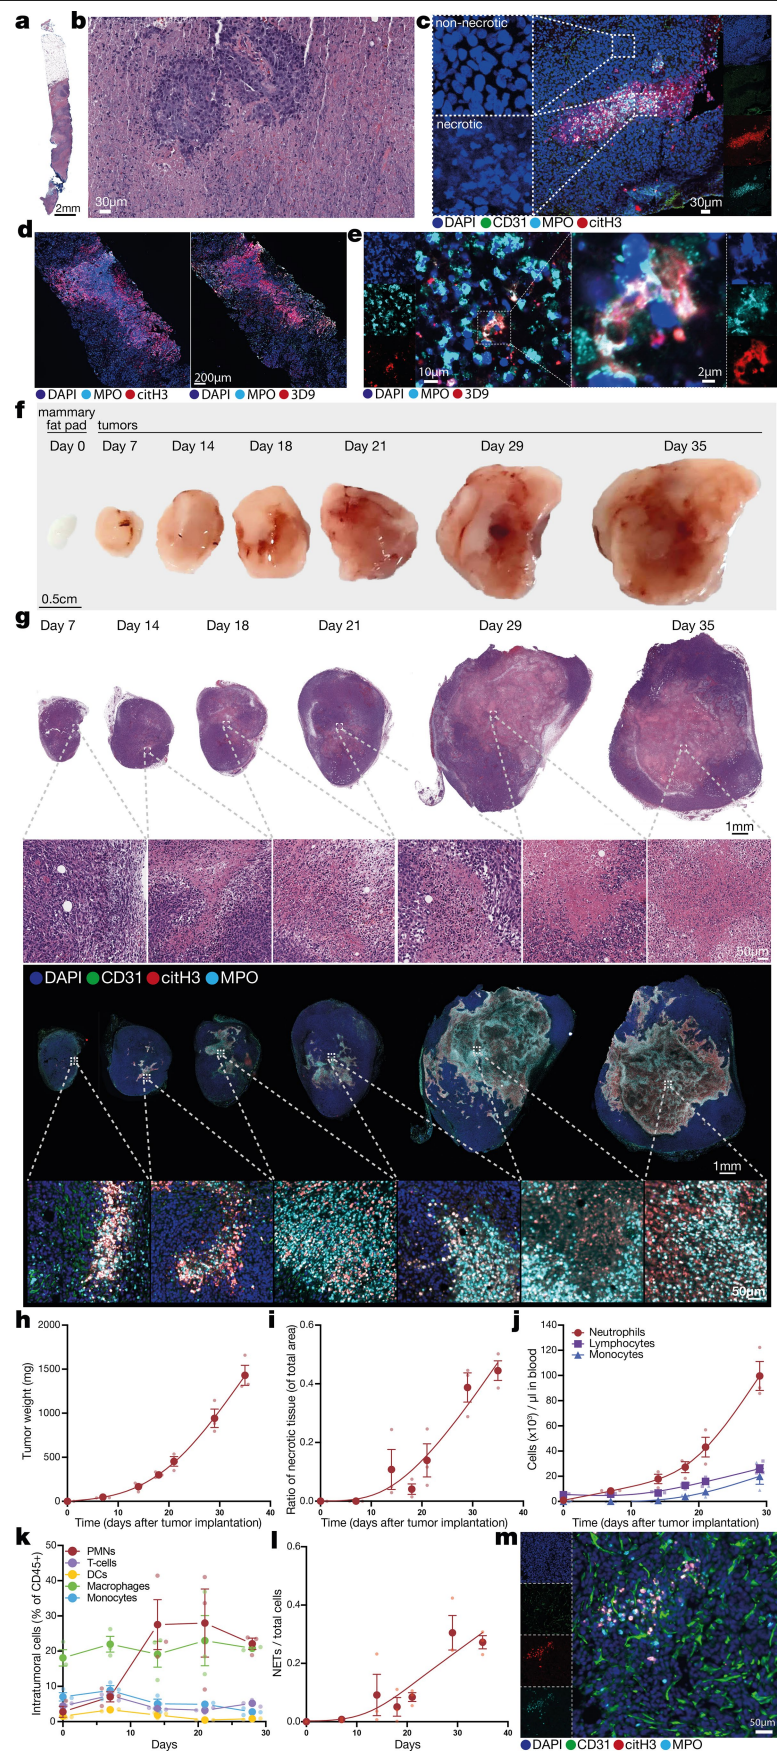 a
b
c
2mm
30µm
non-necrotic
necrotic
30µm
DAPI CD31 MPO citH3
d
e
200µm
10µm
2µm
DAPI MPO citH3
DAPI MPO 3D9
DAPI MPO 3D9
f
mammary
fat pad tumors
Day 0 Day 7 Day 14 Day 18 Day 21 Day 29 Day 35
0.5cm
g
Day 7 Day 14 Day 18 Day 21 Day 29 Day 35
1mm
50µm
DAPI CD31 citH3 MPO
1mm
50µm
h
2000
1500
1000
500
0
Tumor weight (mg)
0 10 20 30 40
Time (days after tumor implantation)
i
0.6
0.4
0.2
0.0
Ratio of necrotic tissue (of total area)
0 10 20 30 40
Time (days after tumor implantation)
j
140
120
100
80
60
40
20
0
Cells (x10³) / µl in blood
Neutrophils
Lymphocytes
Monocytes
0 10 20 30
Time (days after tumor implantation)
k
50
40
30
20
10
0
Intratumoral cells (% of CD45+)
PMNs
T-cells
DCs
Macrophages
Monocytes
0 10 20 30
Days
l
0.6
0.4
0.2
0.0
NETs / total cells
0 10 20 30 40
Days
m
50µm
DAPI CD31 citH3 MPO